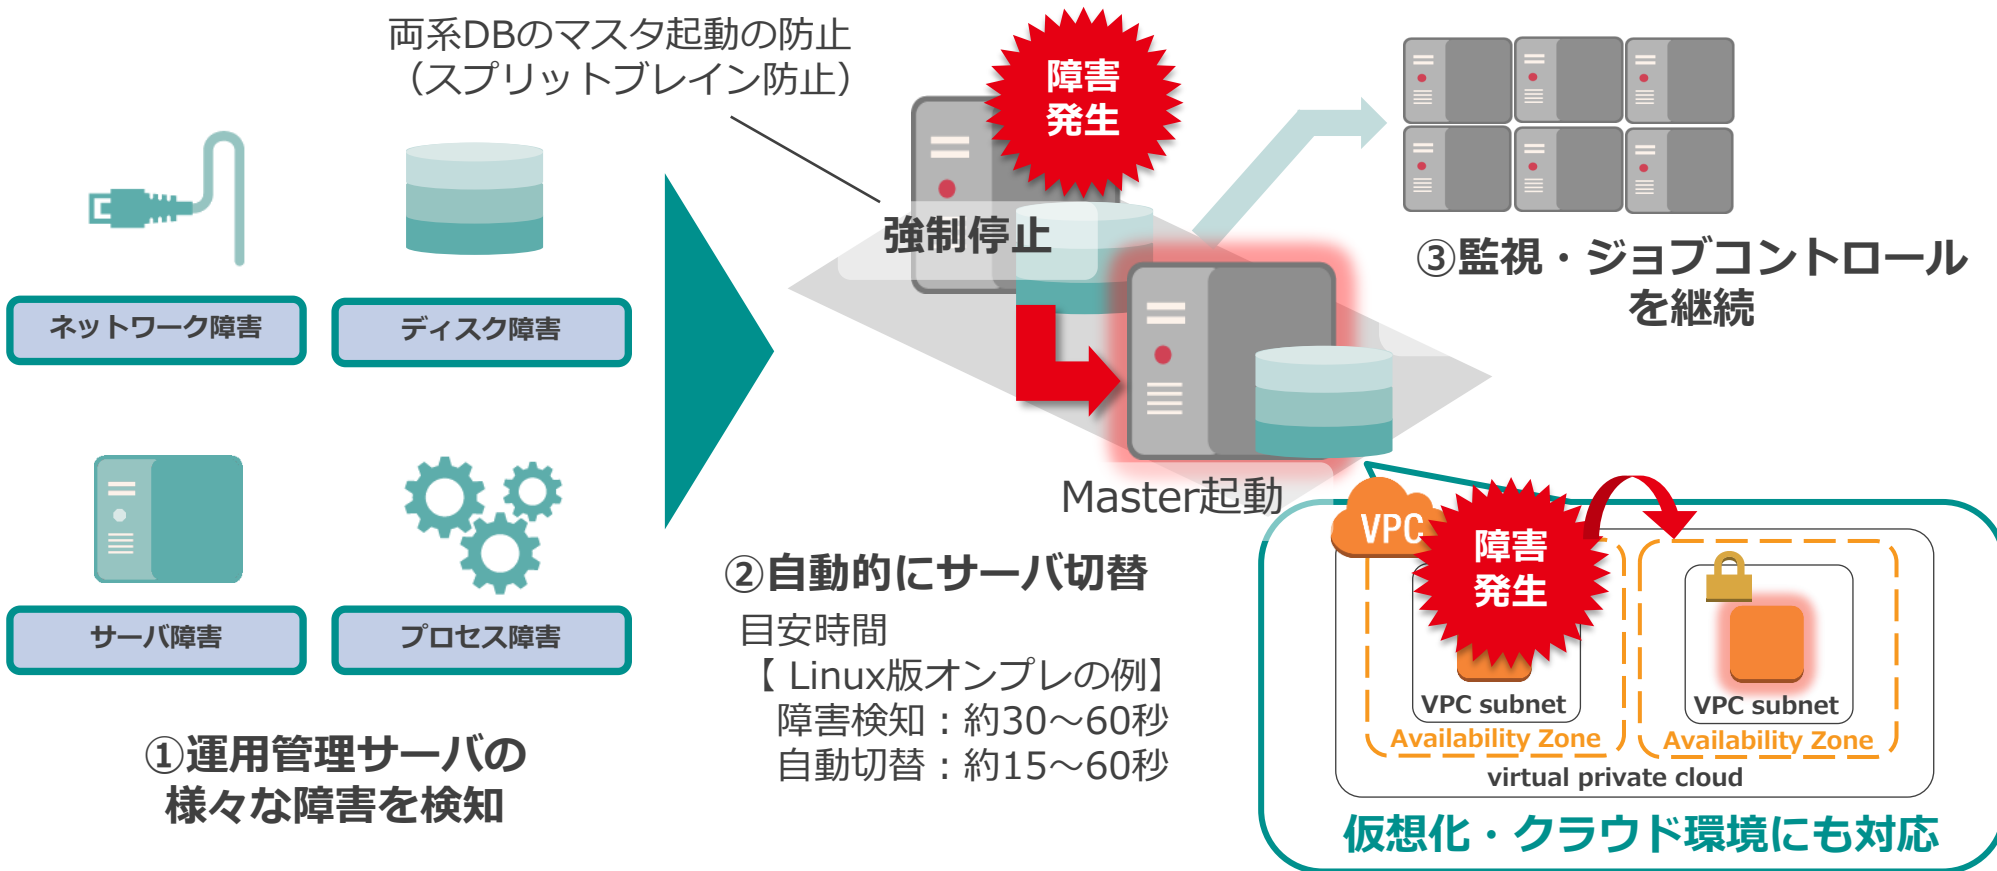 両系DBのマスタ起動の防止
（スプリットブレイン防止）
障害
発生
強制停止
Master起動
ネットワーク障害
ディスク障害
サーバ障害
プロセス障害
①運用管理サーバの
様々な障害を検知
②自動的にサーバ切替
目安時間
【 Linux版オンプレの例】
障害検知：約30～60秒
自動切替：約15～60秒
③監視・ジョブコントロール
を継続
VPC
障害
発生
VPC subnet
Availability Zone
VPC subnet
Availability Zone
virtual private cloud
仮想化・クラウド環境にも対応